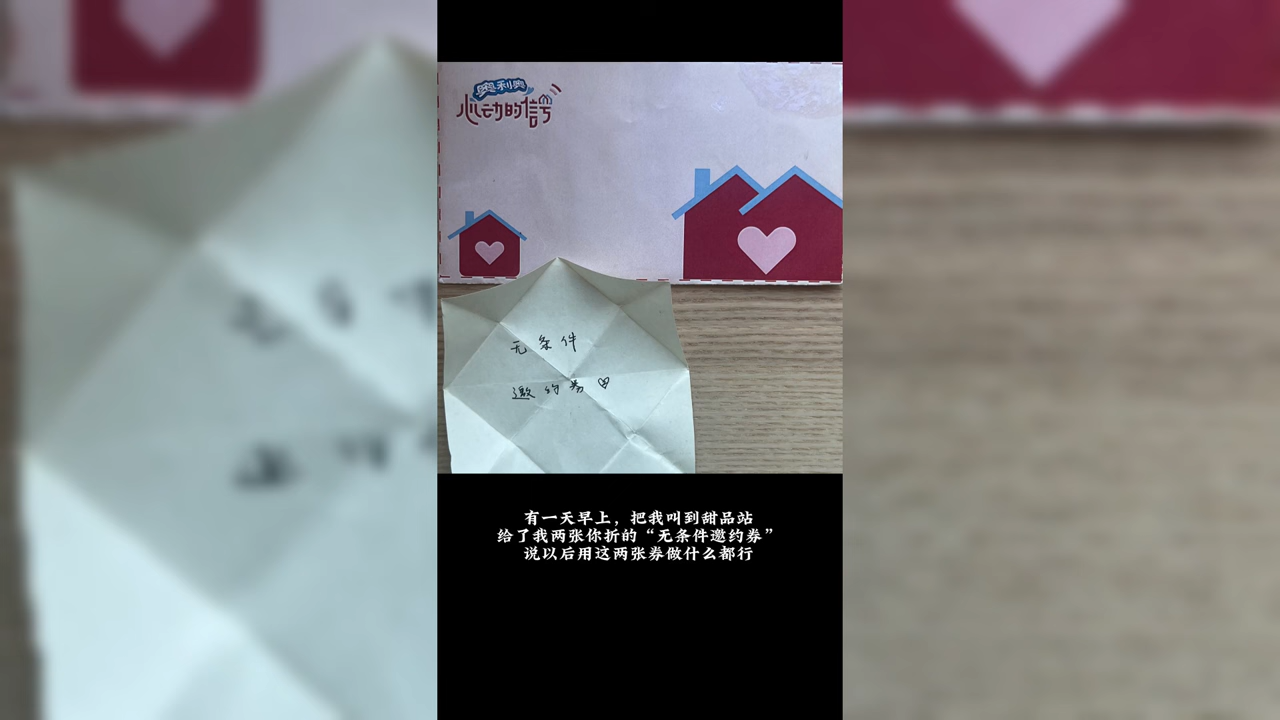 奥利奥
心动的信号
无条件
邀约券
有一天早上，把我叫到甜品站
给了我两张你折的“无条件邀约券”
说以后用这两张券做什么都行